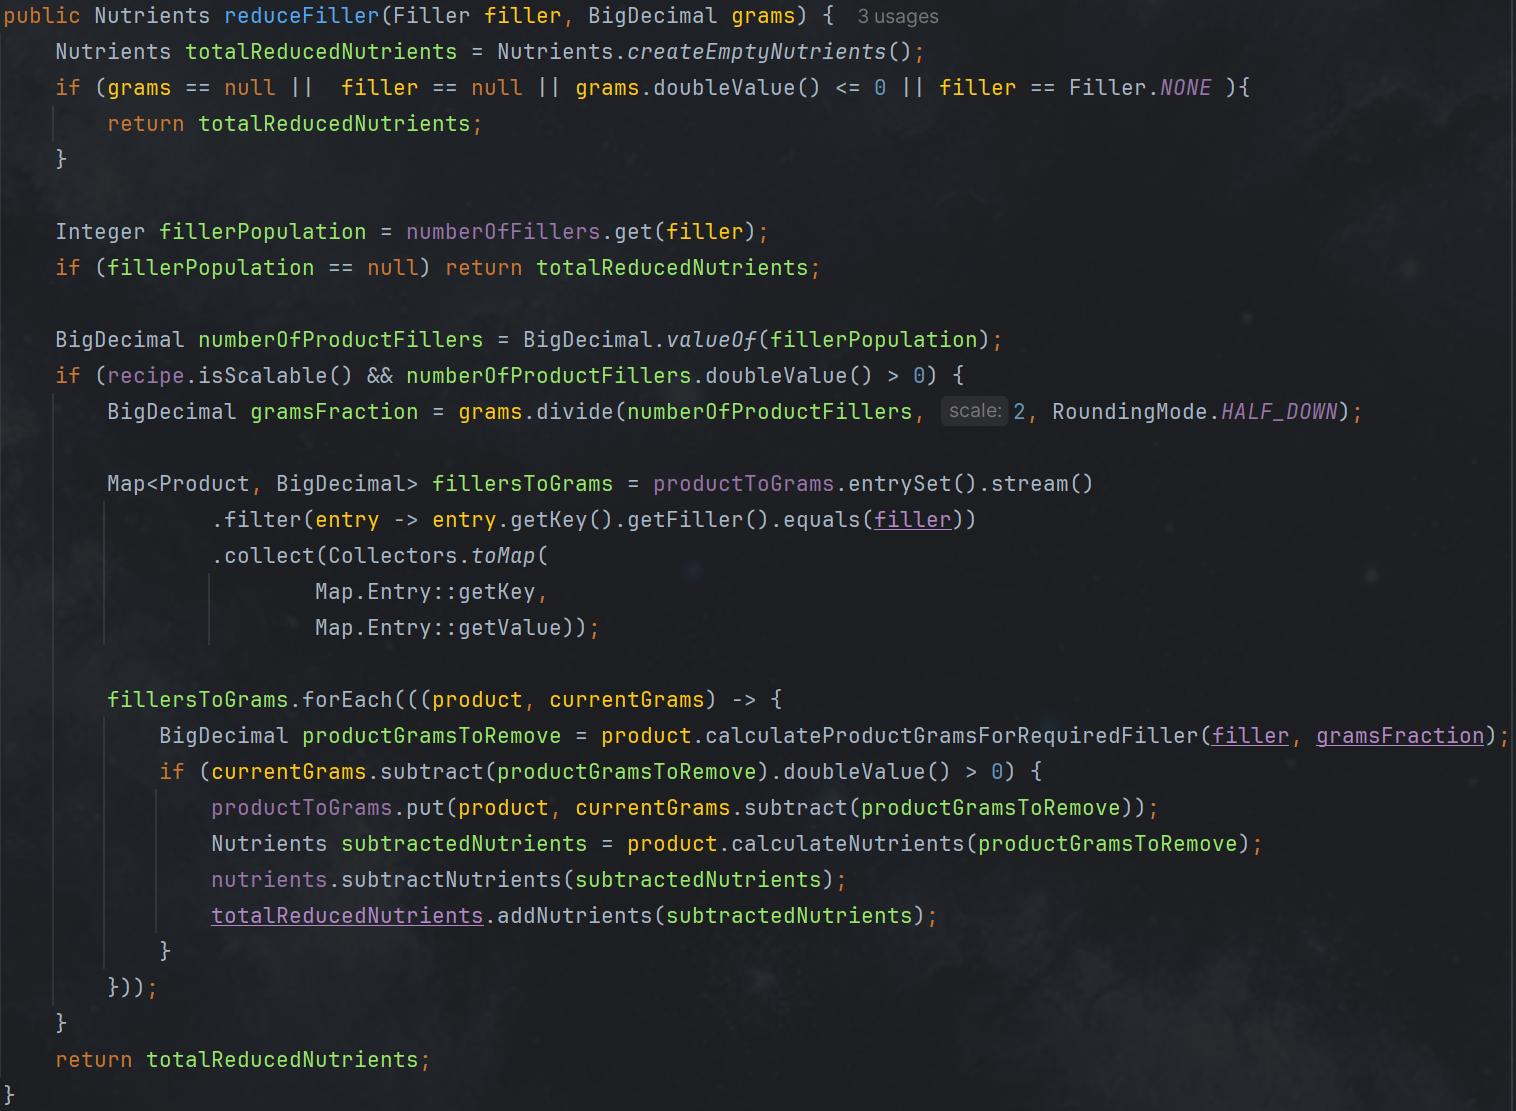 public Nutrients reduceFiller(Filler filler, BigDecimal grams) { 3 usages
    Nutrients totalReducedNutrients = Nutrients.createEmptyNutrients();
    if (grams == null ||  filler == null || grams.doubleValue() <= 0 || filler == Filler.NONE ){
        return totalReducedNutrients;
    }
    Integer fillerPopulation = numberOfFillers.get(filler);
    if (fillerPopulation == null) return totalReducedNutrients;
    BigDecimal numberOfProductFillers = BigDecimal.valueOf(fillerPopulation);
    if (recipe.isScalable() && numberOfProductFillers.doubleValue() > 0) {
        BigDecimal gramsFraction = grams.divide(numberOfProductFillers, scale: 2, RoundingMode.HALF_DOWN);
        Map<Product, BigDecimal> fillersToGrams = productToGrams.entrySet().stream()
                .filter(entry -> entry.getKey().getFiller().equals(filler))
                .collect(Collectors.toMap(
                        Map.Entry::getKey,
                        Map.Entry::getValue));
        fillersToGrams.forEach(((product, currentGrams) -> {
            BigDecimal productGramsToRemove = product.calculateProductGramsForRequiredFiller(filler, gramsFraction);
            if (currentGrams.subtract(productGramsToRemove).doubleValue() > 0) {
                productToGrams.put(product, currentGrams.subtract(productGramsToRemove));
                Nutrients subtractedNutrients = product.calculateNutrients(productGramsToRemove);
                nutrients.subtractNutrients(subtractedNutrients);
                totalReducedNutrients.addNutrients(subtractedNutrients);
            }
        }));
    }
    return totalReducedNutrients;
}